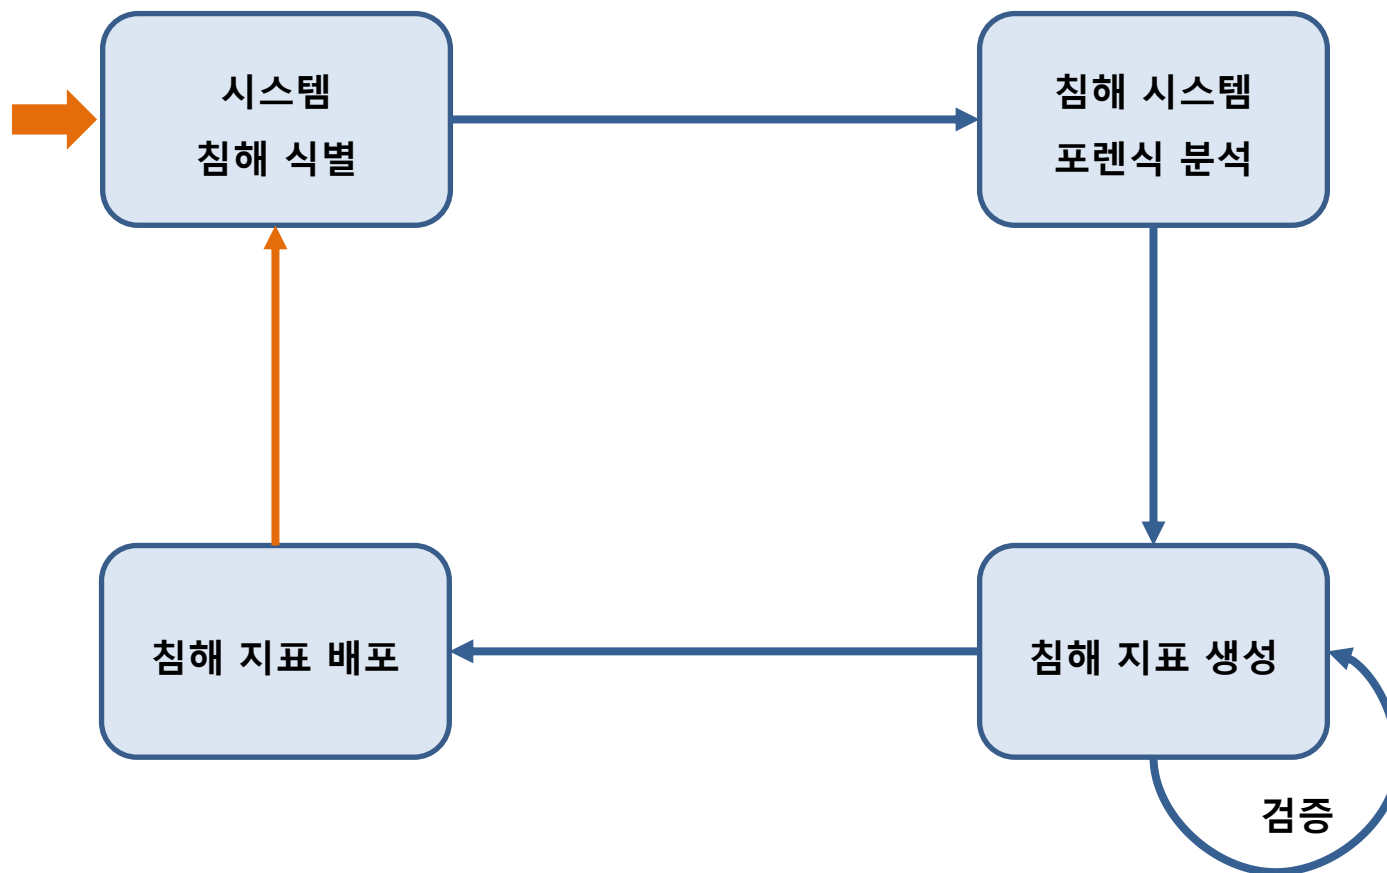 시스템
침해 식별
침해 시스템
포렌식 분석
침해 지표 배포
침해 지표 생성
검증